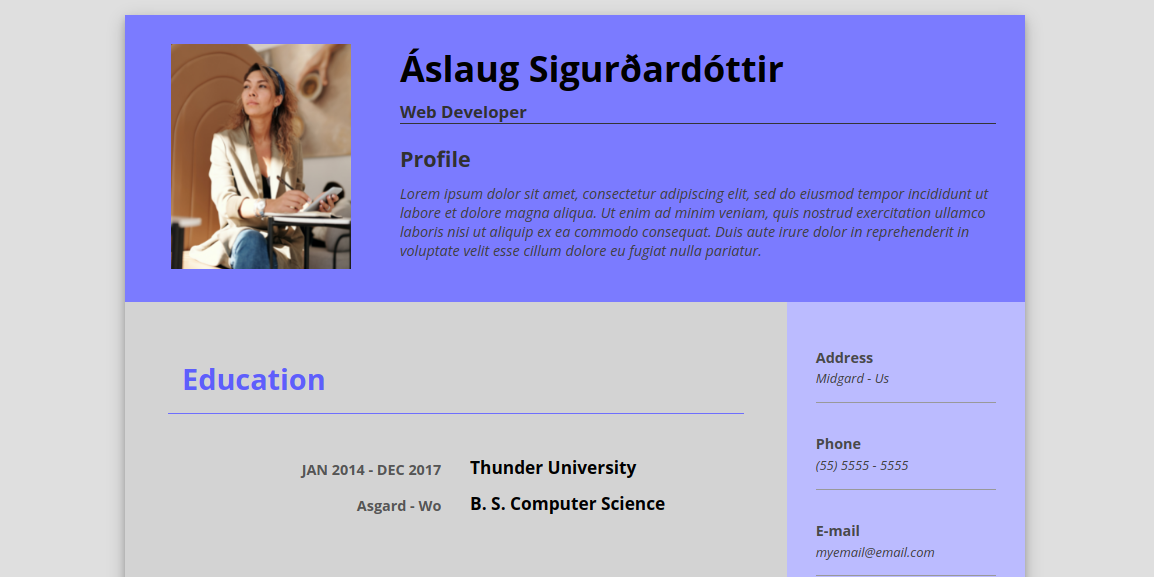 Áslaug Sigurðardóttir
Web Developer
Profile
Lorem ipsum dolor sit amet, consectetur adipiscing elit, sed do eiusmod tempor incididunt ut
labore et dolore magna aliqua. Ut enim ad minim veniam, quis nostrud exercitation ullamco
laboris nisi ut aliquip ex ea commodo consequat. Duis aute irure dolor in reprehenderit in
voluptate velit esse cillum dolore eu fugiat nulla pariatur.
Education
JAN 2014 - DEC 2017 Thunder University
Asgard - Wo B. S. Computer Science
Address
Midgard - Us
Phone
(55) 5555 - 5555
E-mail
myemail@email.com